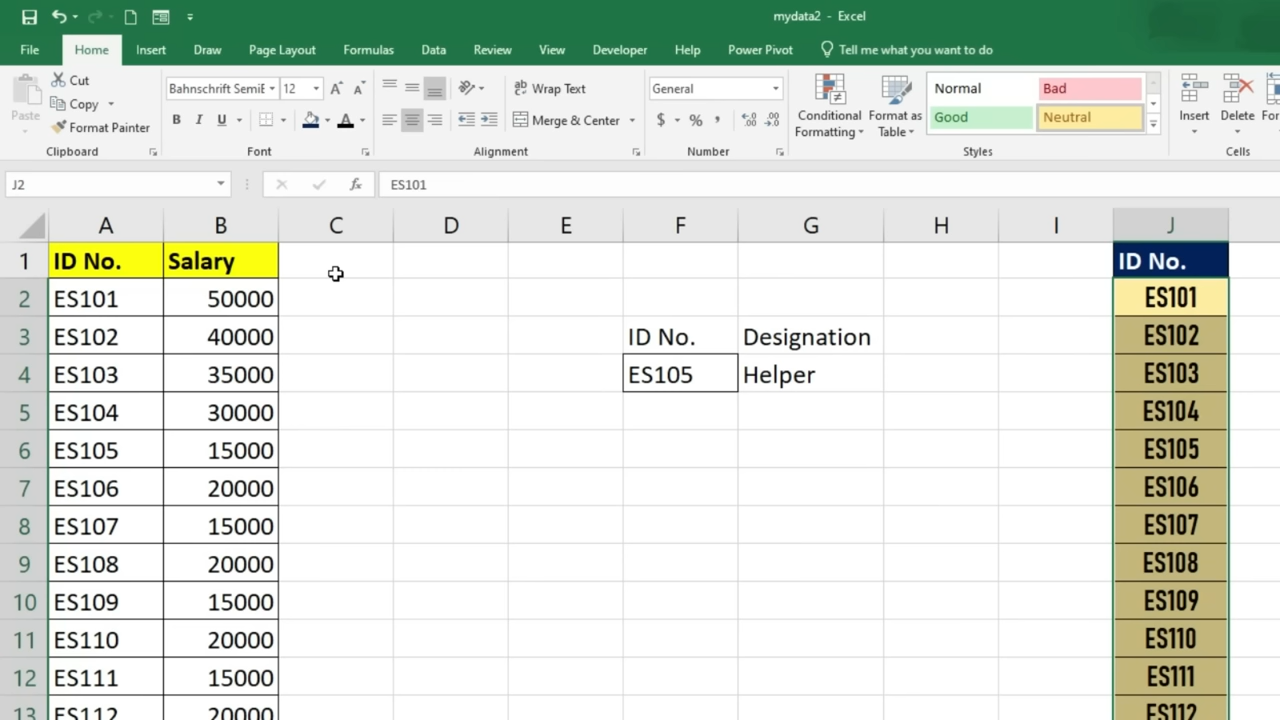 mydata2 - Excel
File Home Insert Draw Page Layout Formulas Data Review View Developer Help Power Pivot Tell me what you want to do
Cut
Copy
Format Painter
Paste
Clipboard
12
B I U A
Font
Wrap Text
Merge & Center
Alignment
General
$ % ,
Number
Conditional Formatting
Format as Table
Normal Bad
Good Neutral
Styles
Insert Delete
Cells
J2 fx ES101
A B C D E F G H I J
1 ID No. Salary ID No.
2 ES101 50000 ES101
3 ES102 40000 ID No. Designation ES102
4 ES103 35000 ES105 Helper ES103
5 ES104 30000 ES104
6 ES105 15000 ES105
7 ES106 20000 ES106
8 ES107 15000 ES107
9 ES108 20000 ES108
10 ES109 15000 ES109
11 ES110 20000 ES110
12 ES111 15000 ES111
13 ES112 20000 ES112